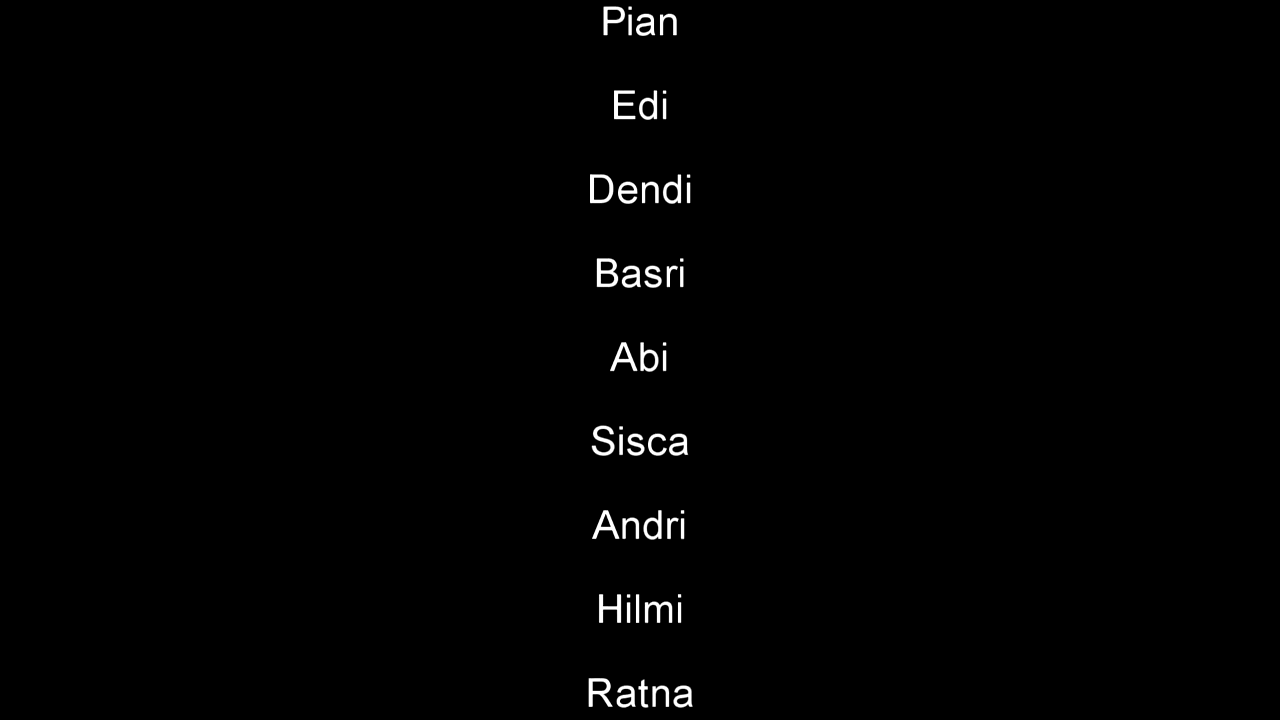 Pian
Edi
Dendi
Basri
Abi
Sisca
Andri
Hilmi
Ratna